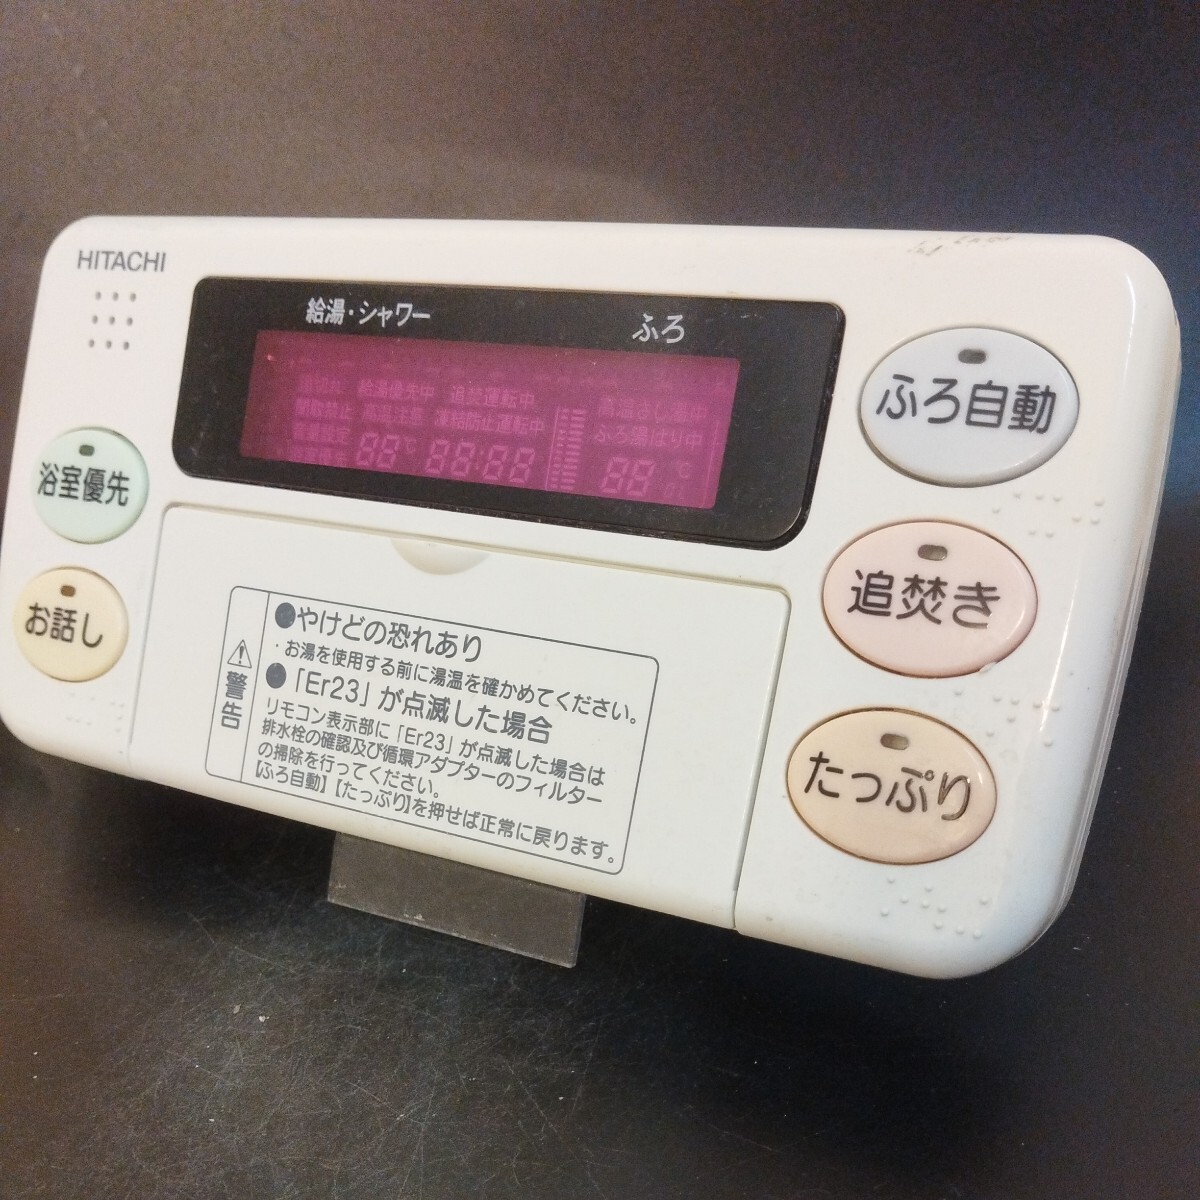 HITACHI
給湯・シャワー
ふろ
給湯優先中 追焚運転中
高温注意 凍結防止運転中
高温さし湯中
ふろ湯はり中
88℃ 88:88
88 ℃
ふろ自動
浴室優先
追焚き
お話し
たっぷり
警告
●やけどの恐れあり
・お湯を使用する前に湯温を確かめてください。
●「Er23」が点滅した場合
リモコン表示部に「Er23」が点滅した場合は
排水栓の確認及び循環アダプターのフィルター
の掃除を行ってください。
【ふろ自動】【たっぷり】を押せば正常に戻ります。